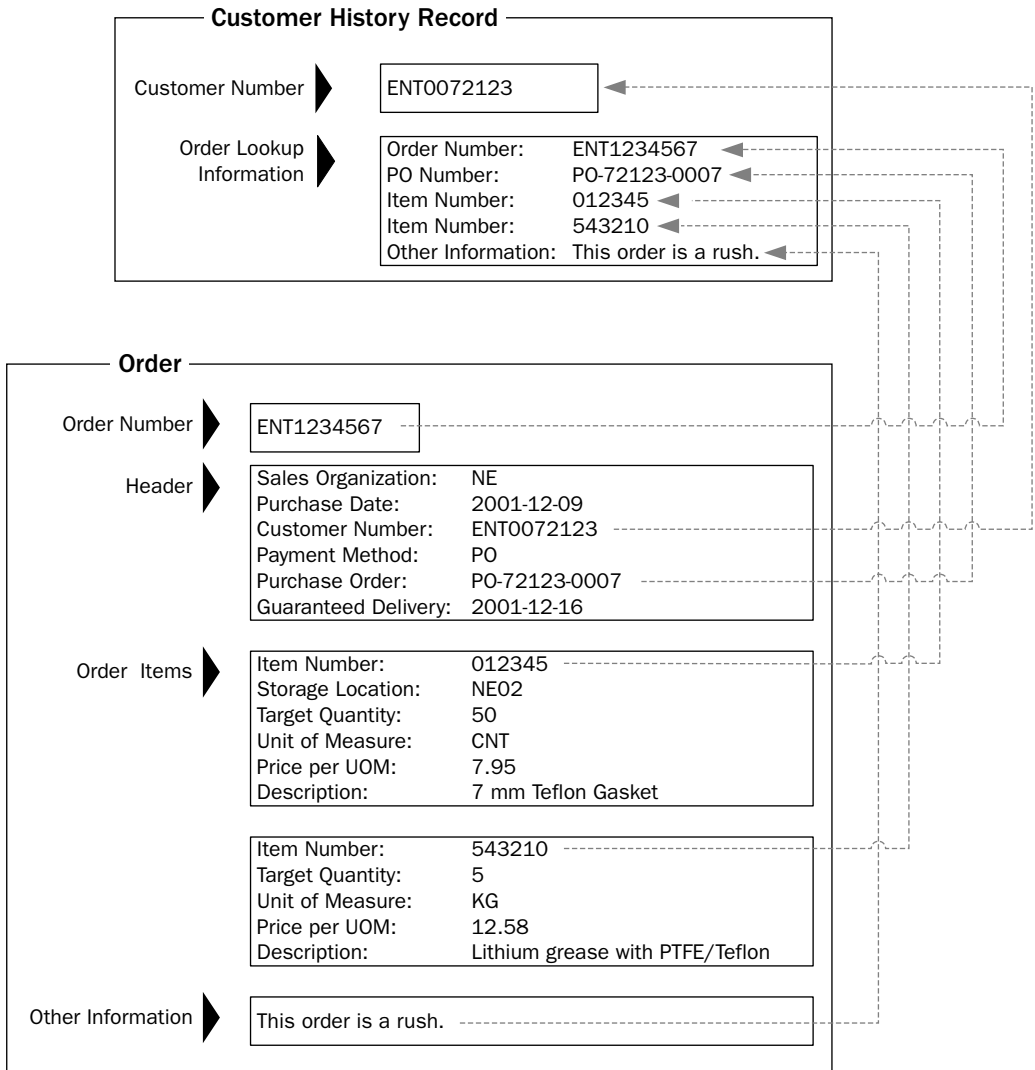 Customer History Record
Customer Number ENT0072123
Order Lookup Information
Order Number: ENT1234567
PO Number: PO-72123-0007
Item Number: 012345
Item Number: 543210
Other Information: This order is a rush.
Order
Order Number ENT1234567
Header
Sales Organization: NE
Purchase Date: 2001-12-09
Customer Number: ENT0072123
Payment Method: PO
Purchase Order: PO-72123-0007
Guaranteed Delivery: 2001-12-16
Order Items
Item Number: 012345
Storage Location: NE02
Target Quantity: 50
Unit of Measure: CNT
Price per UOM: 7.95
Description: 7 mm Teflon Gasket
Item Number: 543210
Target Quantity: 5
Unit of Measure: KG
Price per UOM: 12.58
Description: Lithium grease with PTFE/Teflon
Other Information This order is a rush.